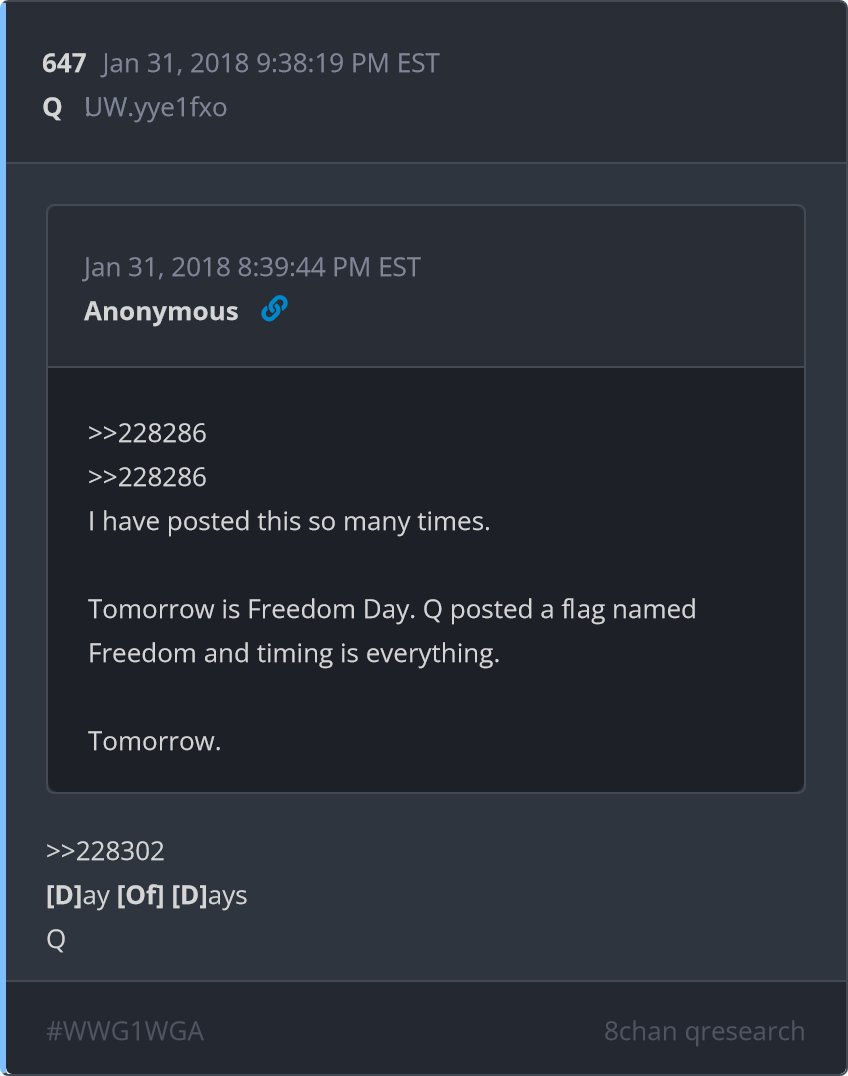 647 Jan 31, 2018 9:38:19 PM EST
Q UW.yye1fxo
Jan 31, 2018 8:39:44 PM EST
Anonymous
>>228286
>>228286
I have posted this so many times.
Tomorrow is Freedom Day. Q posted a flag named
Freedom and timing is everything.
Tomorrow.
>>228302
[D]ay [Of] [D]ays
Q
#WWG1WGA
8chan qresearch